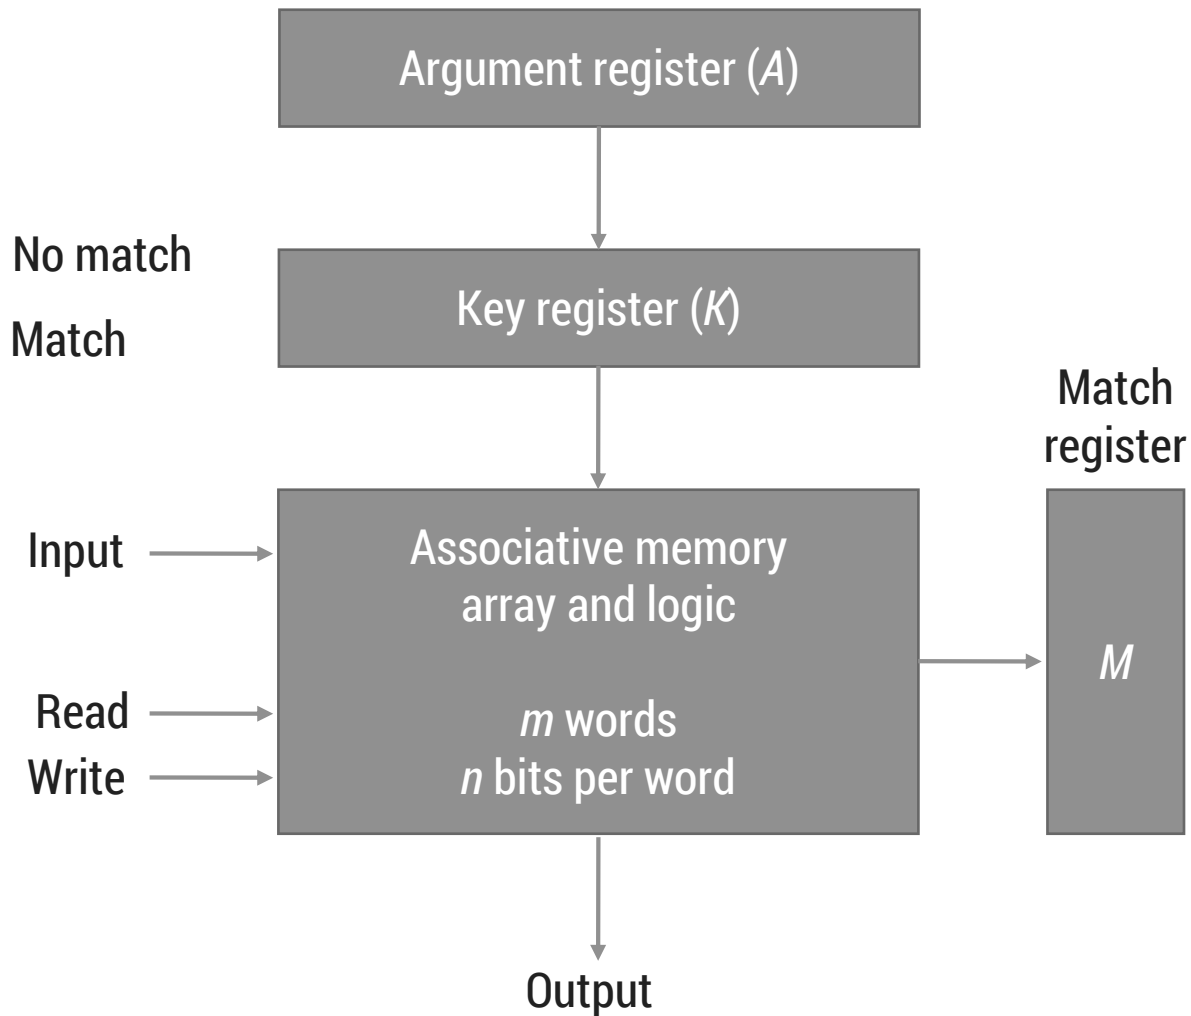 Argument register (A)
No match
Key register (K)
Match
Match
register
Input
Associative memory
array and logic
M
Read
m words
Write
n bits per word
Output